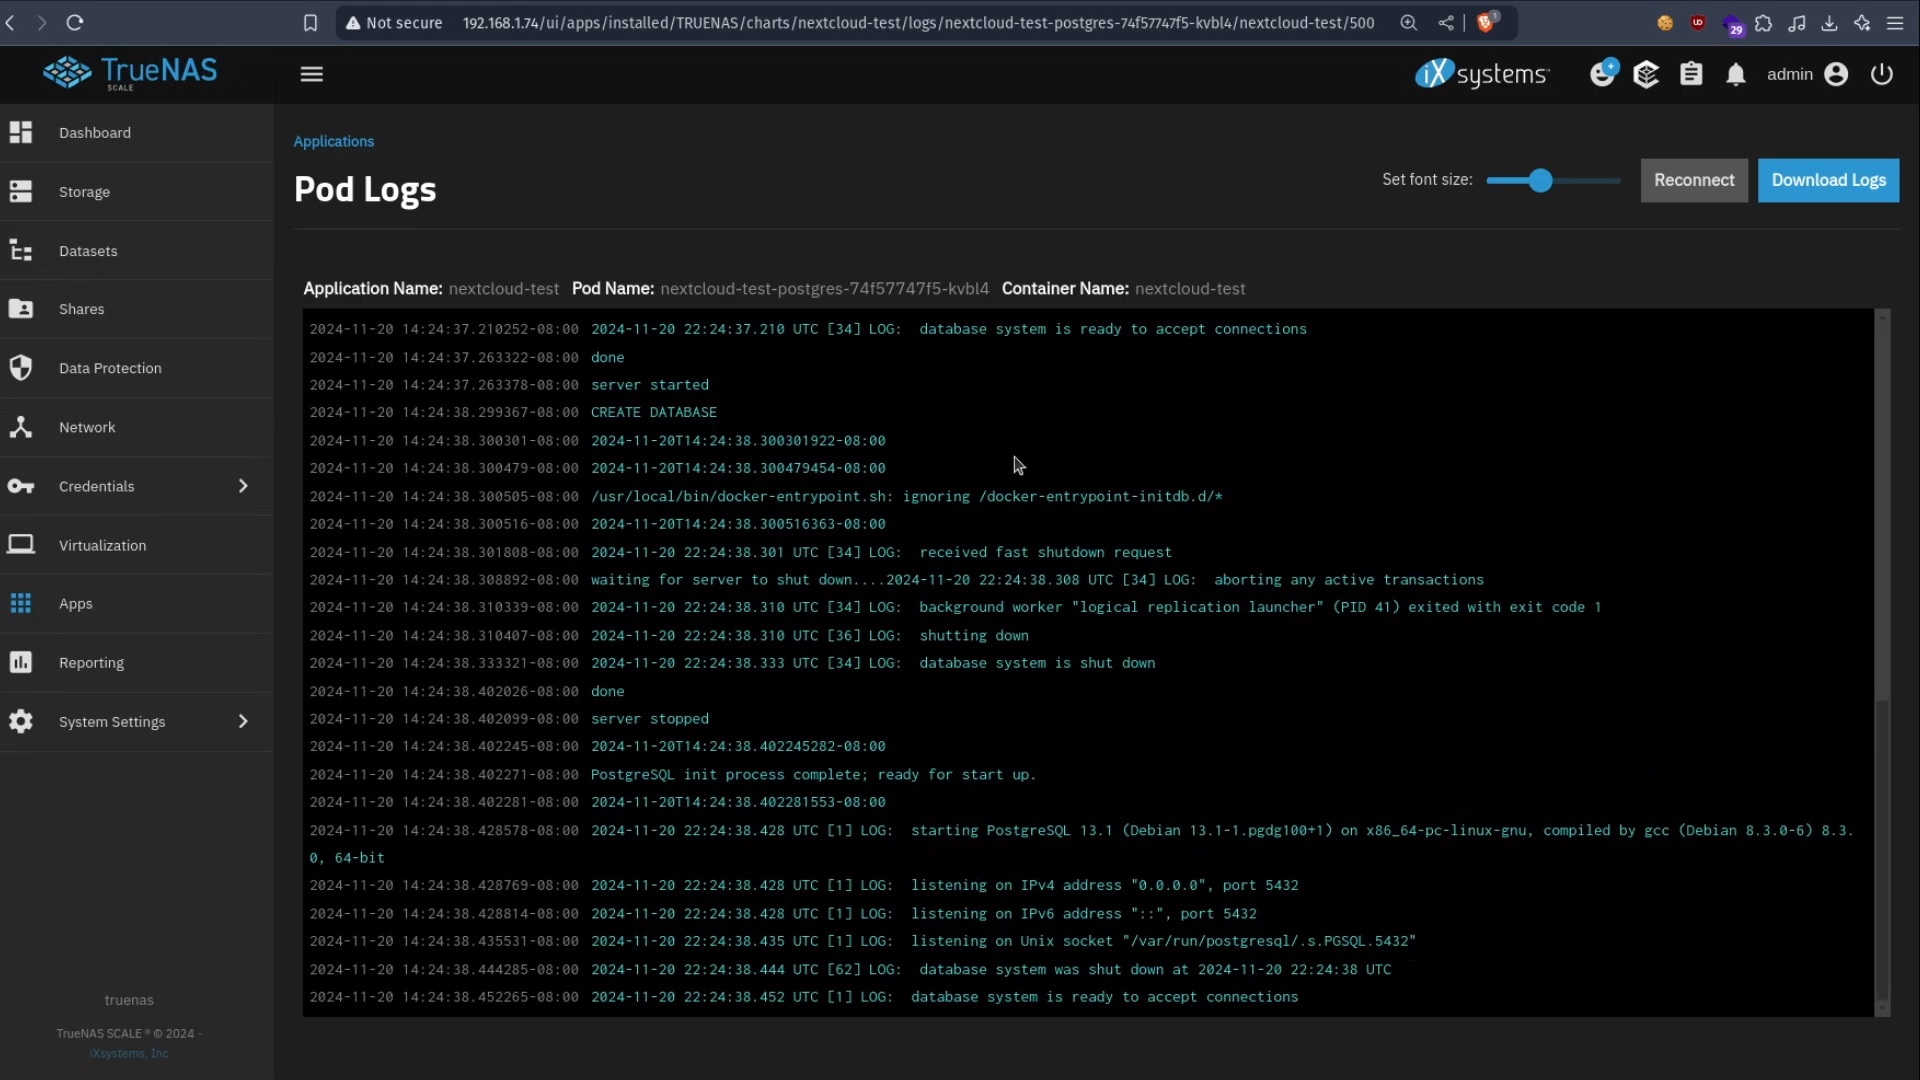 Not secure 192.168.1.74/ui/apps/installed/TRUENAS/charts/nextcloud-test/logs/nextcloud-test-postgres-74f57747f5-kvbl4/nextcloud-test/500
1
UD
29
TrueNAS
SCALE
iXsystems
admin
Dashboard
Storage
Datasets
Shares
Data Protection
Network
Credentials
Virtualization
Apps
Reporting
System Settings
truenas
TrueNAS SCALE ® © 2024 -
iXsystems, Inc
Applications
Pod Logs
Set font size:
Reconnect
Download Logs
Application Name: nextcloud-test Pod Name: nextcloud-test-postgres-74f57747f5-kvbl4 Container Name: nextcloud-test
2024-11-20 14:24:37.210252-08:00 2024-11-20 22:24:37.210 UTC [34] LOG: database system is ready to accept connections
2024-11-20 14:24:37.263322-08:00 done
2024-11-20 14:24:37.263378-08:00 server started
2024-11-20 14:24:38.299367-08:00 CREATE DATABASE
2024-11-20 14:24:38.300301-08:00 2024-11-20T14:24:38.300301922-08:00
2024-11-20 14:24:38.300479-08:00 2024-11-20T14:24:38.300479454-08:00
2024-11-20 14:24:38.300505-08:00 /usr/local/bin/docker-entrypoint.sh: ignoring /docker-entrypoint-initdb.d/*
2024-11-20 14:24:38.300516-08:00 2024-11-20T14:24:38.300516363-08:00
2024-11-20 14:24:38.301808-08:00 2024-11-20 22:24:38.301 UTC [34] LOG: received fast shutdown request
2024-11-20 14:24:38.308892-08:00 waiting for server to shut down....2024-11-20 22:24:38.308 UTC [34] LOG: aborting any active transactions
2024-11-20 14:24:38.310339-08:00 2024-11-20 22:24:38.310 UTC [34] LOG: background worker "logical replication launcher" (PID 41) exited with exit code 1
2024-11-20 14:24:38.310407-08:00 2024-11-20 22:24:38.310 UTC [36] LOG: shutting down
2024-11-20 14:24:38.333321-08:00 2024-11-20 22:24:38.333 UTC [34] LOG: database system is shut down
2024-11-20 14:24:38.402026-08:00 done
2024-11-20 14:24:38.402099-08:00 server stopped
2024-11-20 14:24:38.402245-08:00 2024-11-20T14:24:38.402245282-08:00
2024-11-20 14:24:38.402271-08:00 PostgreSQL init process complete; ready for start up.
2024-11-20 14:24:38.402281-08:00 2024-11-20T14:24:38.402281553-08:00
2024-11-20 14:24:38.428578-08:00 2024-11-20 22:24:38.428 UTC [1] LOG: starting PostgreSQL 13.1 (Debian 13.1-1.pgdg100+1) on x86_64-pc-linux-gnu, compiled by gcc (Debian 8.3.0-6) 8.3.
0, 64-bit
2024-11-20 14:24:38.428769-08:00 2024-11-20 22:24:38.428 UTC [1] LOG: listening on IPv4 address "0.0.0.0", port 5432
2024-11-20 14:24:38.428814-08:00 2024-11-20 22:24:38.428 UTC [1] LOG: listening on IPv6 address "::", port 5432
2024-11-20 14:24:38.435531-08:00 2024-11-20 22:24:38.435 UTC [1] LOG: listening on Unix socket "/var/run/postgresql/.s.PGSQL.5432"
2024-11-20 14:24:38.444285-08:00 2024-11-20 22:24:38.444 UTC [62] LOG: database system was shut down at 2024-11-20 22:24:38 UTC
2024-11-20 14:24:38.452265-08:00 2024-11-20 22:24:38.452 UTC [1] LOG: database system is ready to accept connections